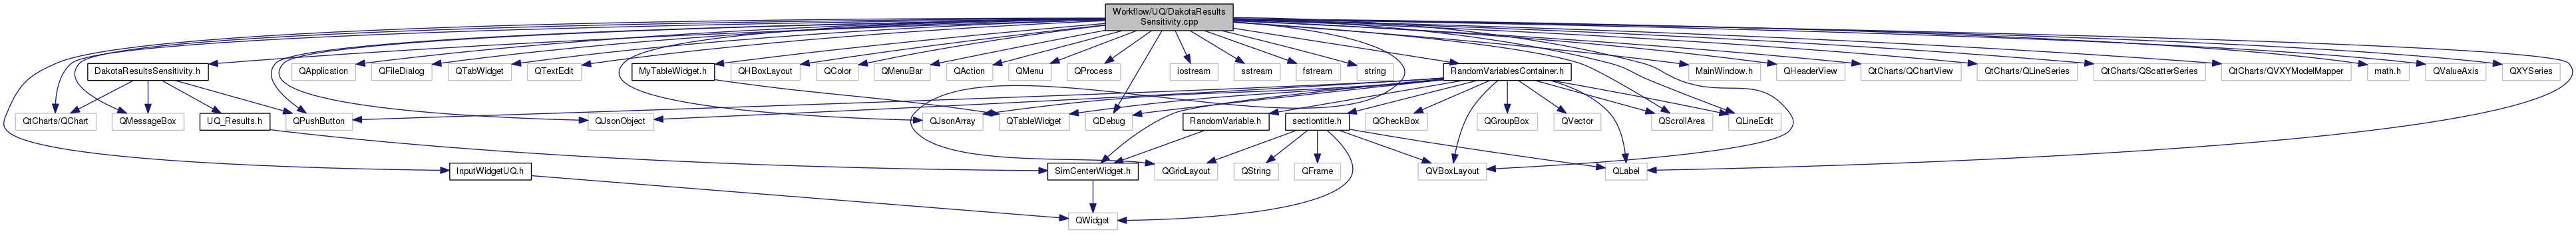 Workflow/UQ/DakotaResults
Sensitivity.cpp
DakotaResultsSensitivity.h
QApplication
QFileDialog
QTabWidget
QTextEdit
MyTableWidget.h
QHBoxLayout
QColor
QMenuBar
QAction
QMenu
QProcess
iostream
sstream
fstream
string
RandomVariablesContainer.h
MainWindow.h
QHeaderView
QtCharts/QChartView
QtCharts/QLineSeries
QtCharts/QScatterSeries
QtCharts/QVXYModelMapper
math.h
QValueAxis
QXYSeries
QtCharts/QChart
QMessageBox
UQ_Results.h
QPushButton
QJsonObject
QJsonArray
QTableWidget
QDebug
RandomVariable.h
sectiontitle.h
QCheckBox
QGroupBox
QVector
QScrollArea
QLineEdit
InputWidgetUQ.h
SimCenterWidget.h
QGridLayout
QString
QFrame
QVBoxLayout
QLabel
QWidget